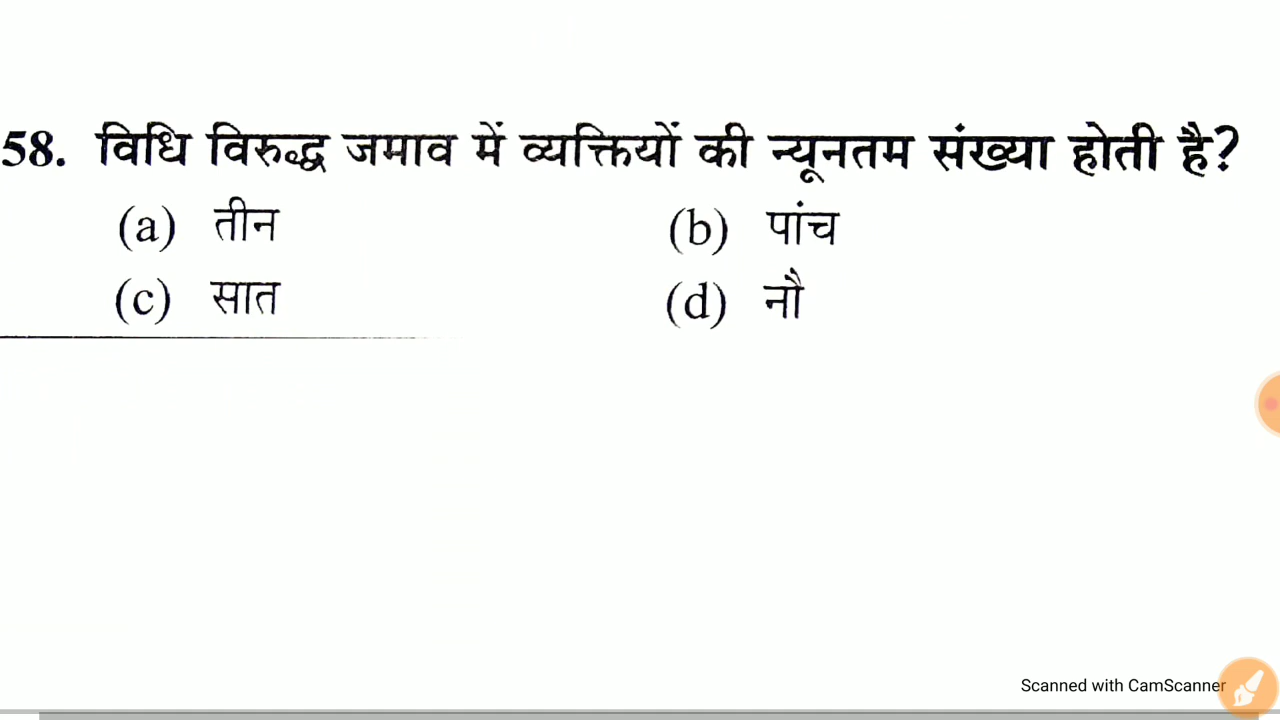 58. विधि विरुद्ध जमाव में व्यक्तियों की न्यूनतम संख्या होती है?
(a) तीन (b) पांच
(c) सात (d) नौ
Scanned with CamScanner